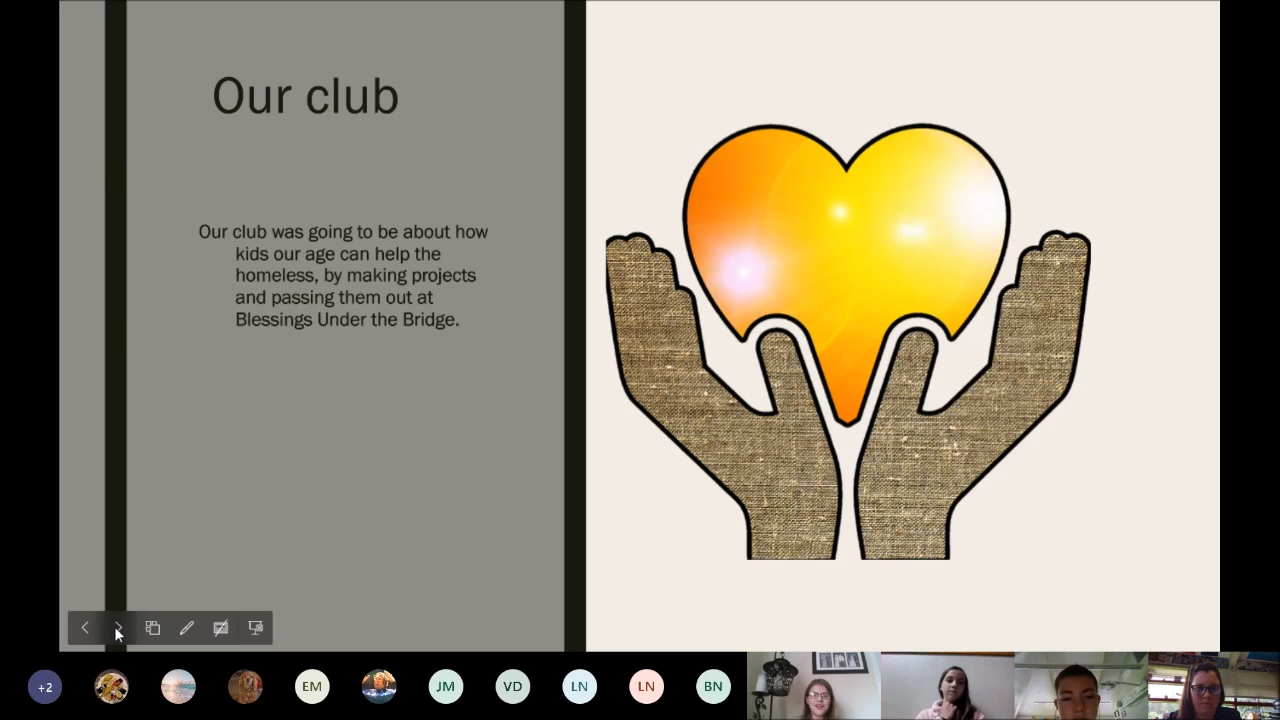 Our club
Our club was going to be about how
kids our age can help the
homeless, by making projects
and passing them out at
Blessings Under the Bridge.
+2
EM
JM
VD
LN
LN
BN